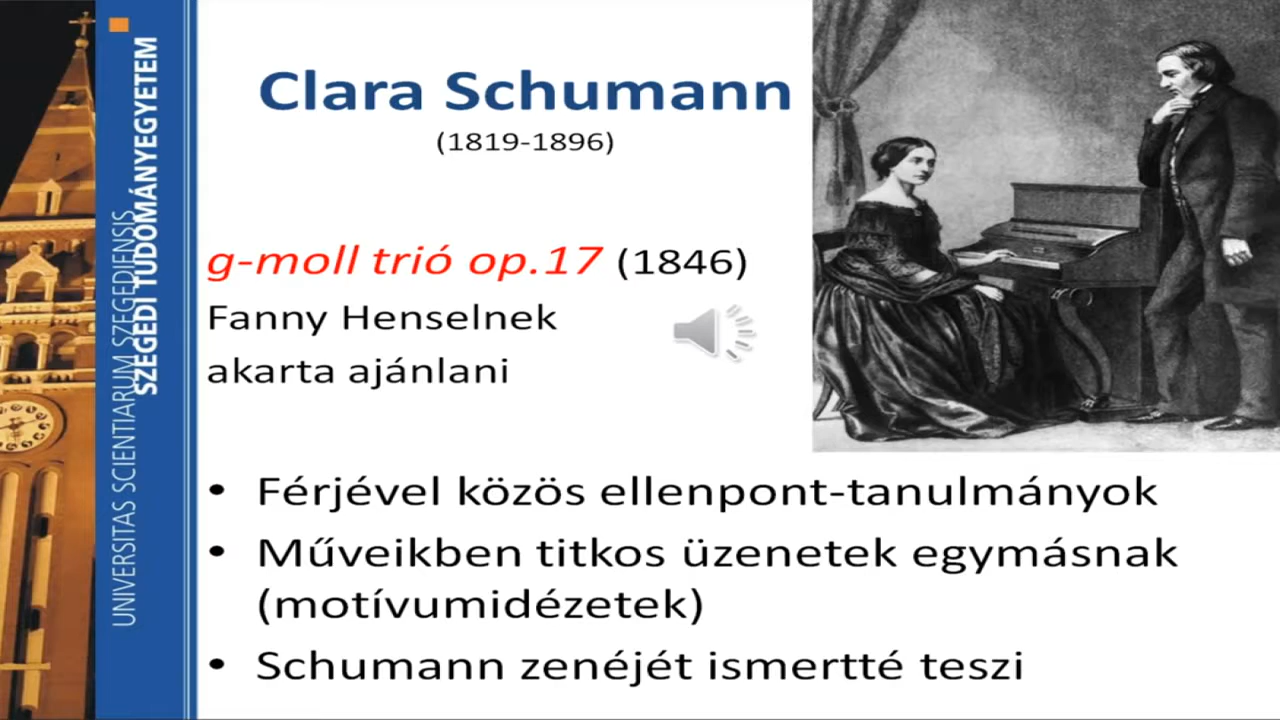 UNIVERSITAS SCIENTIARUM SZEGEDIENSIS
SZEGEDI TUDOMÁNYEGYETEM
Clara Schumann
(1819-1896)
g-moll trió op.17 (1846)
Fanny Henselnek
akarta ajánlani
• Férjével közös ellenpont-tanulmányok
• Műveikben titkos üzenetek egymásnak
(motívumidézetek)
• Schumann zenéjét ismertté teszi